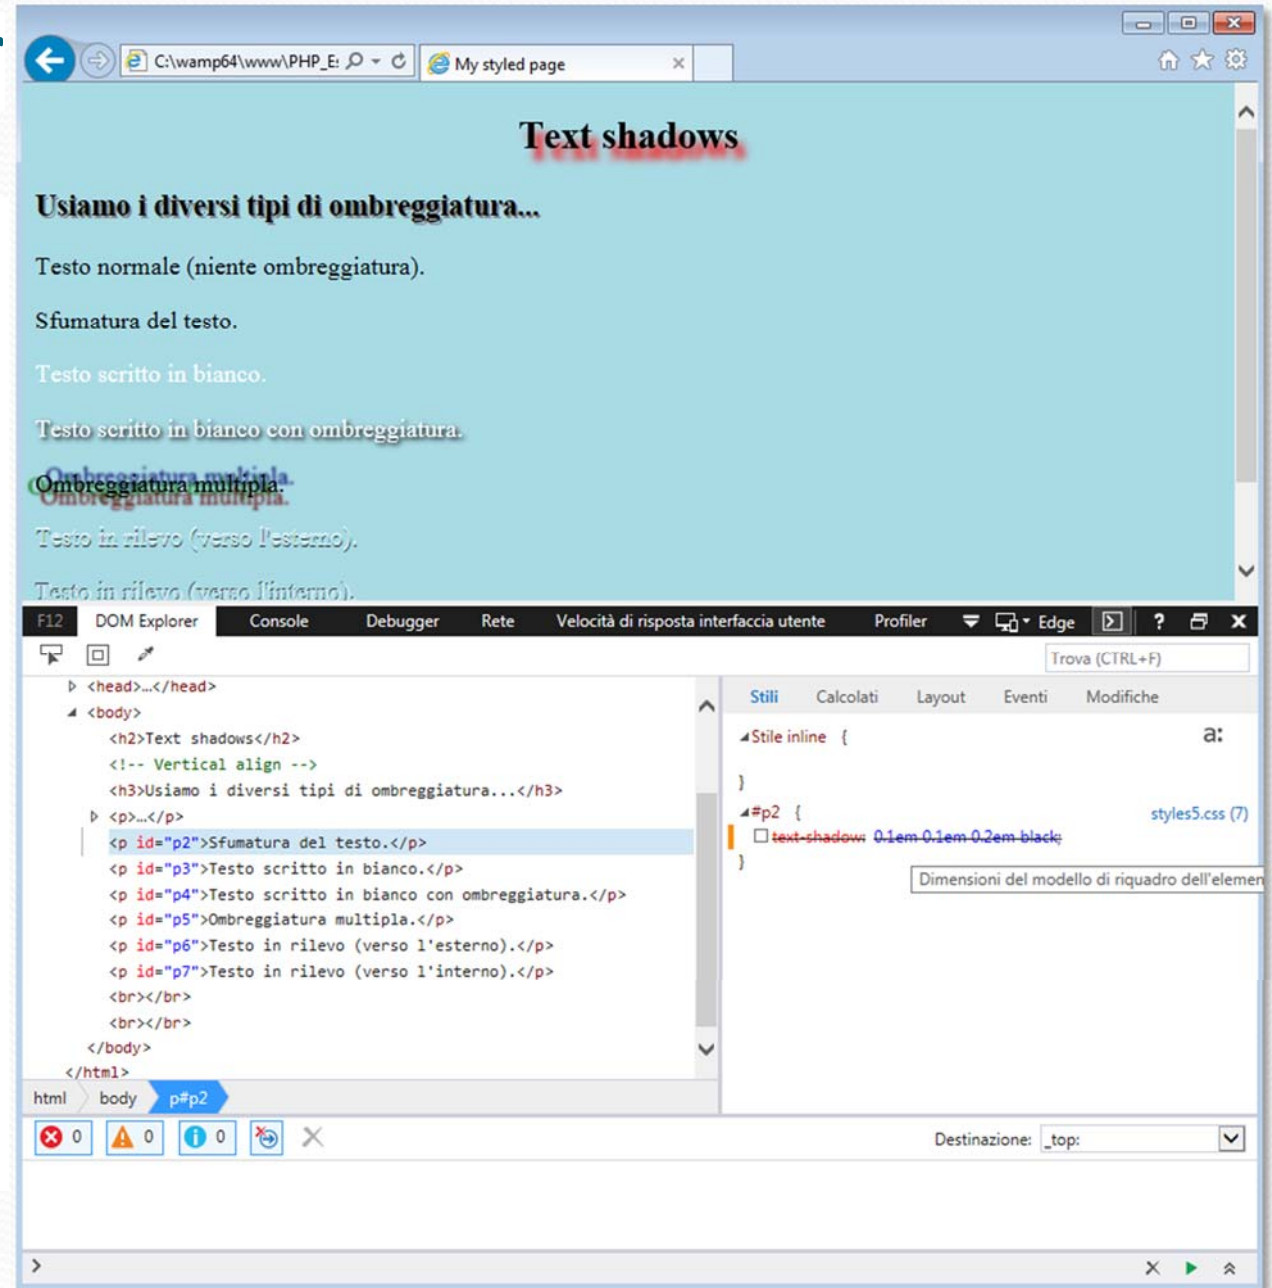 C:\wamp64\www\PHP_E:
My styled page
Text shadows
Usiamo i diversi tipi di ombreggiatura...
Testo normale (niente ombreggiatura).
Sfumatura del testo.
Testo scritto in bianco.
Testo scritto in bianco con ombreggiatura.
Ombreggiatura multipla.
Testo in rilevo (verso l'esterno).
Testo in rilevo (verso l'interno).
F12 DOM Explorer Console Debugger Rete Velocità di risposta interfaccia utente Profiler Edge ?
Trova (CTRL+F)
<head>…</head>
<body>
<h2>Text shadows</h2>
<!-- Vertical align -->
<h3>Usiamo i diversi tipi di ombreggiatura...</h3>
<p>…</p>
<p id="p2">Sfumatura del testo.</p>
<p id="p3">Testo scritto in bianco.</p>
<p id="p4">Testo scritto in bianco con ombreggiatura.</p>
<p id="p5">Ombreggiatura multipla.</p>
<p id="p6">Testo in rilevo (verso l'esterno).</p>
<p id="p7">Testo in rilevo (verso l'interno).</p>
<br></br>
<br></br>
</body>
</html>
html body p#p2
Stili Calcolati Layout Eventi Modifiche
Stile inline {
a:
}
#p2 { styles5.css (7)
text-shadow: 0.1em 0.1em 0.2em black;
}
Dimensioni del modello di riquadro dell'elemen
0 0 0
Destinazione: _top: